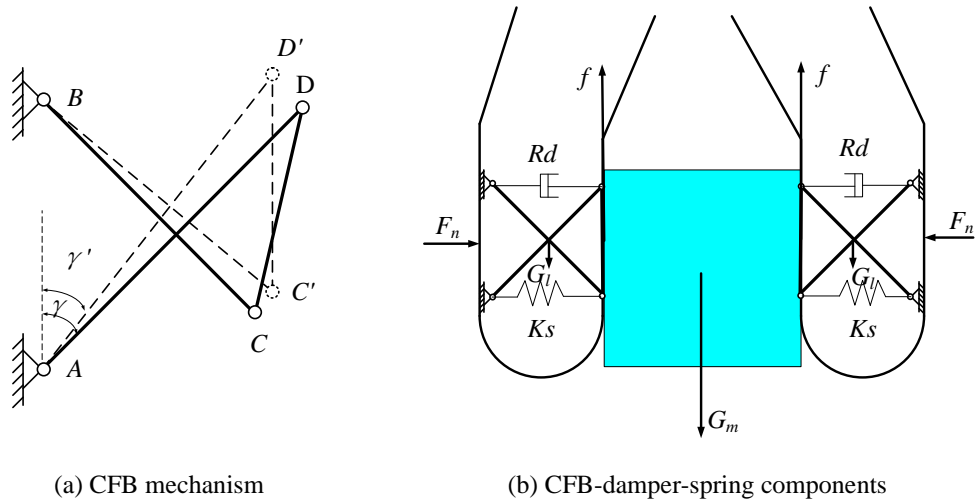 D'
D
B
γ'
γ
C'
C
A
f
f
Rd
Rd
F_n
F_n
G_l
G_l
Ks
Ks
G_m
(a) CFB mechanism
(b) CFB-damper-spring components